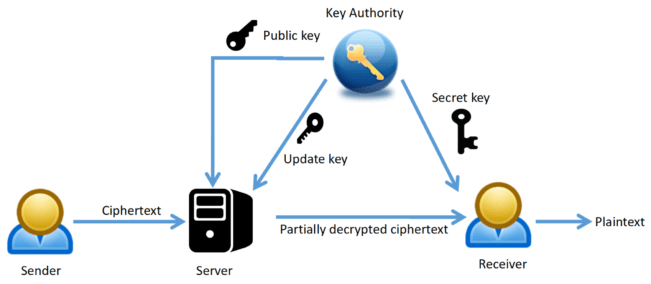 Key Authority
Public key
Secret key
Update key
Ciphertext
Partially decrypted ciphertext
Plaintext
Sender
Server
Receiver